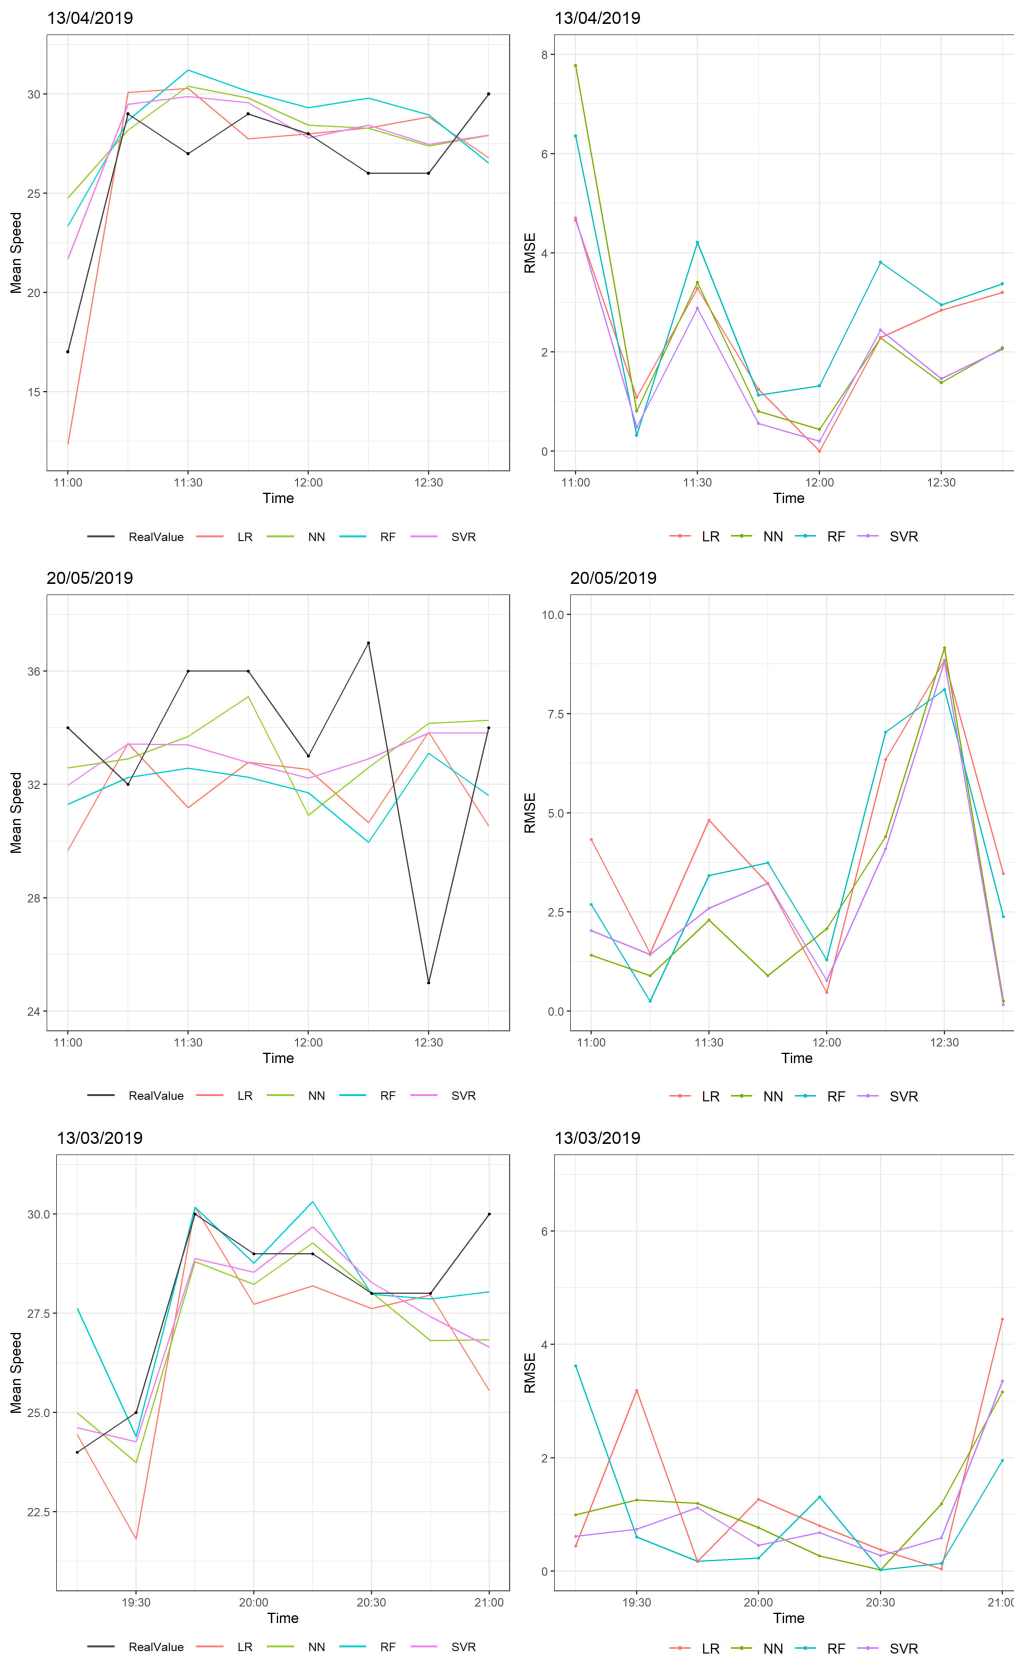 13/04/2019
30
25
20
15
Mean Speed
11:00 11:30 12:00 12:30
Time
RealValue LR NN RF SVR
13/04/2019
8
6
4
2
0
RMSE
11:00 11:30 12:00 12:30
Time
LR NN RF SVR
20/05/2019
36
32
28
24
Mean Speed
11:00 11:30 12:00 12:30
Time
RealValue LR NN RF SVR
20/05/2019
10.0
7.5
5.0
2.5
0.0
RMSE
11:00 11:30 12:00 12:30
Time
LR NN RF SVR
13/03/2019
30.0
27.5
25.0
22.5
Mean Speed
19:30 20:00 20:30 21:00
Time
RealValue LR NN RF SVR
13/03/2019
6
4
2
0
RMSE
19:30 20:00 20:30 21:00
Time
LR NN RF SVR